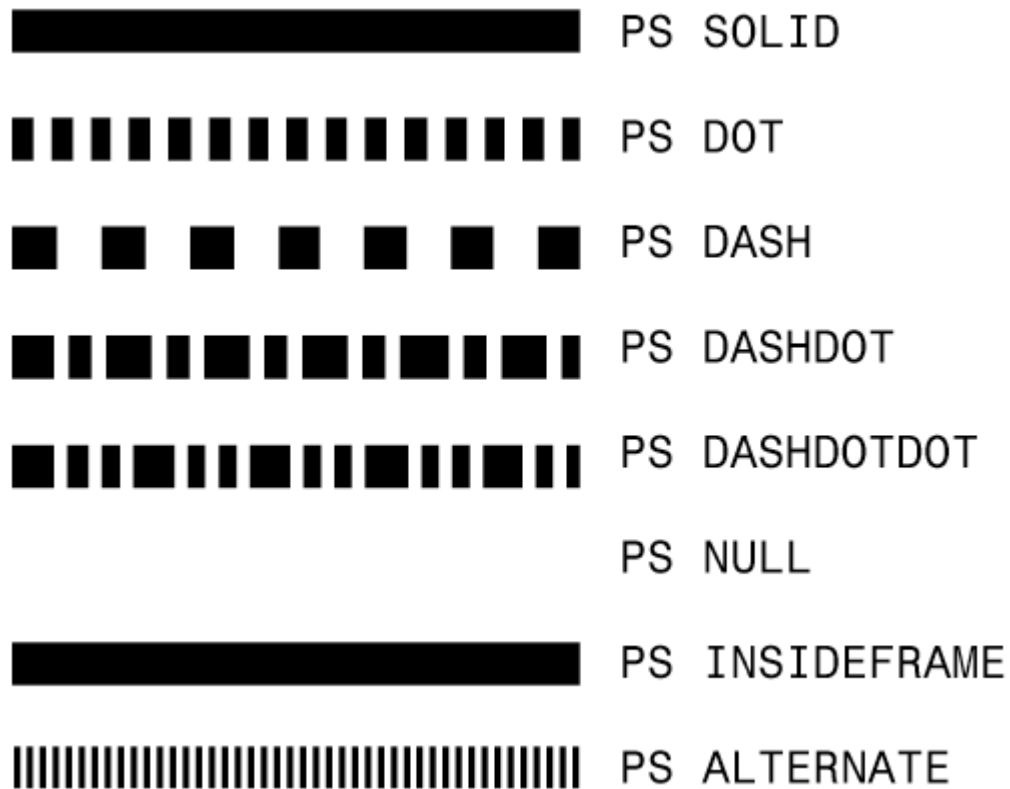 PS SOLID
PS DOT
PS DASH
PS DASHDOT
PS DASHDOTDOT
PS NULL
PS INSIDEFRAME
PS ALTERNATE